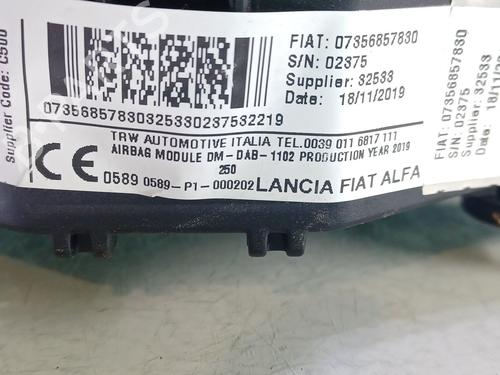 Supplier Code: C500
FIAT: 07356857830
S/N: 02375
Supplier: 32533
Date: 18/11/2019
07356857830325330237532219
TRW AUTOMOTIVE ITALIA TEL.0039 011 6817 111
AIRBAG MODULE DM-DAB-1102 PRODUCTION YEAR 2019
250
CE 0589 0589-P1-000202 LANCIA FIAT ALFA
FIAT: 07356857830
S/N: 02375
Supplier: 32533